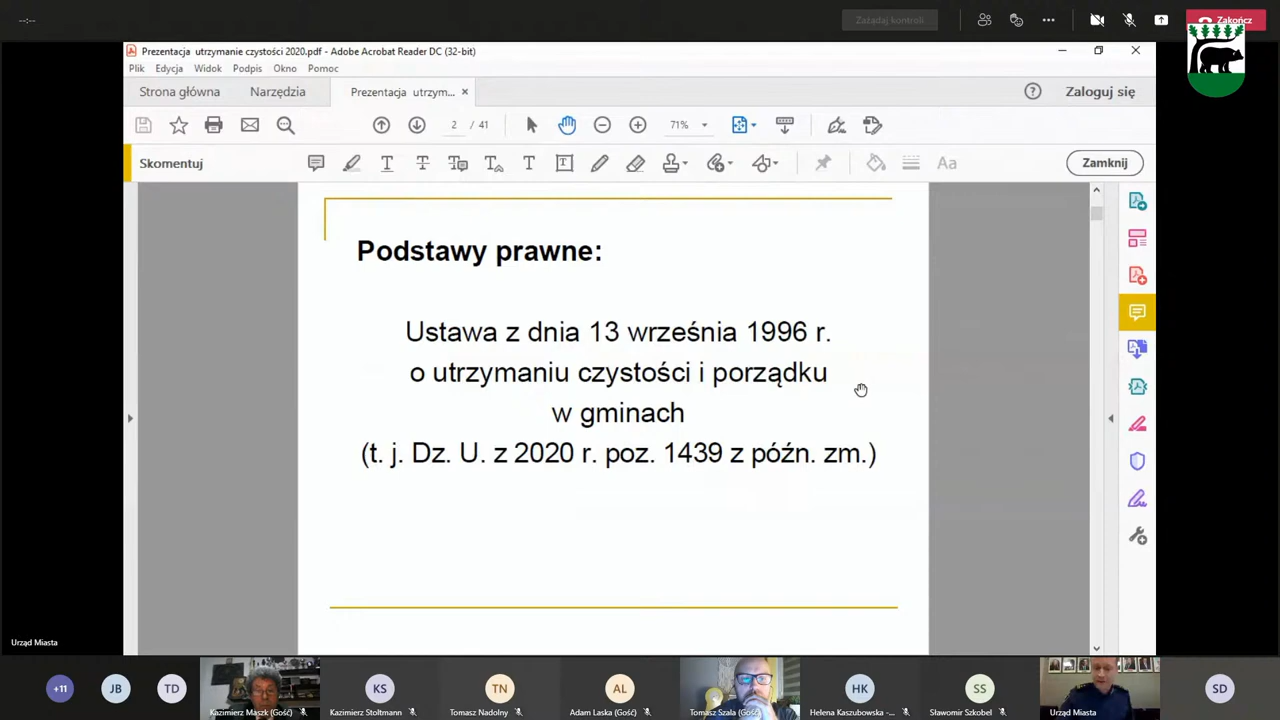 --:--
Zażądaj kontroli
Zakończ
Prezentacja utrzymanie czystości 2020.pdf - Adobe Acrobat Reader DC (32-bit)
Plik Edycja Widok Podpis Okno Pomoc
Strona główna Narzędzia Prezentacja utrzym... Zaloguj się
2 / 41 71%
Skomentuj Aa Zamknij
Podstawy prawne:
Ustawa z dnia 13 września 1996 r.
o utrzymaniu czystości i porządku
w gminach
(t. j. Dz. U. z 2020 r. poz. 1439 z późn. zm.)
Urząd Miasta
+11 JB TD KS TN AL HK SS SD
Kazimierz Maszk (Gość) Kazimierz Stoltmann Tomasz Nadolny Adam Laska (Gość) Tomasz Szala (Gość) Helena Kaszubowska -... Sławomir Szkobel Urząd Miasta